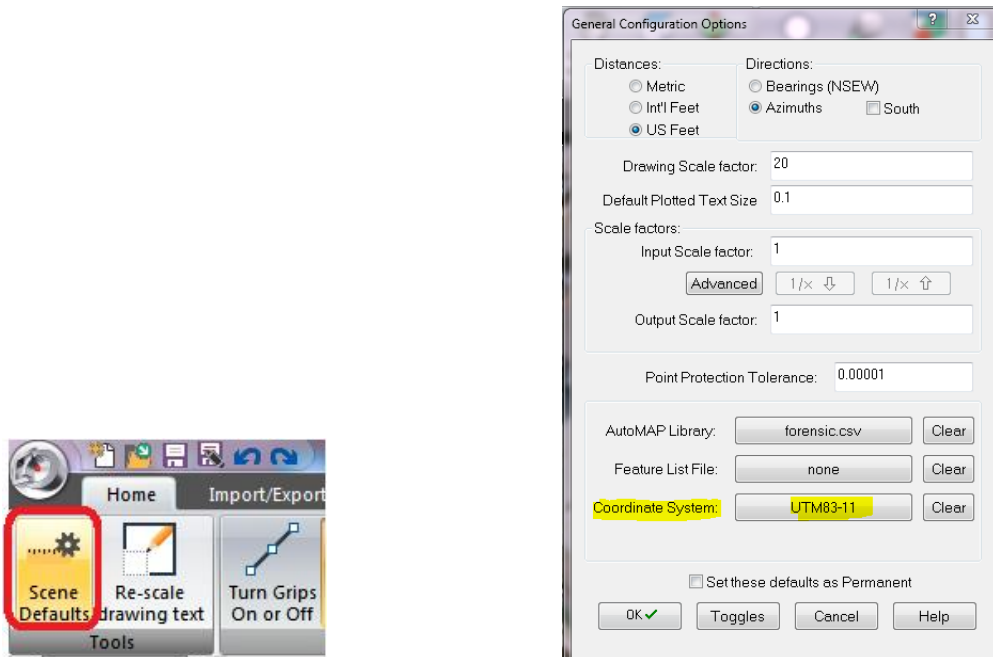 General Configuration Options
Distances:
Metric
Int'l Feet
US Feet
Directions:
Bearings (NSEW)
Azimuths
South
Drawing Scale factor: 20
Default Plotted Text Size 0.1
Scale factors:
Input Scale factor: 1
Advanced 1/x 1/x
Output Scale factor: 1
Point Protection Tolerance: 0.00001
AutoMAP Library: forensic.csv Clear
Feature List File: none Clear
Coordinate System: UTM83-11 Clear
Set these defaults as Permanent
OK Toggles Cancel Help
Home Import/Export
Scene Defaults
Re-scale drawing text
Turn Grips On or Off
Tools